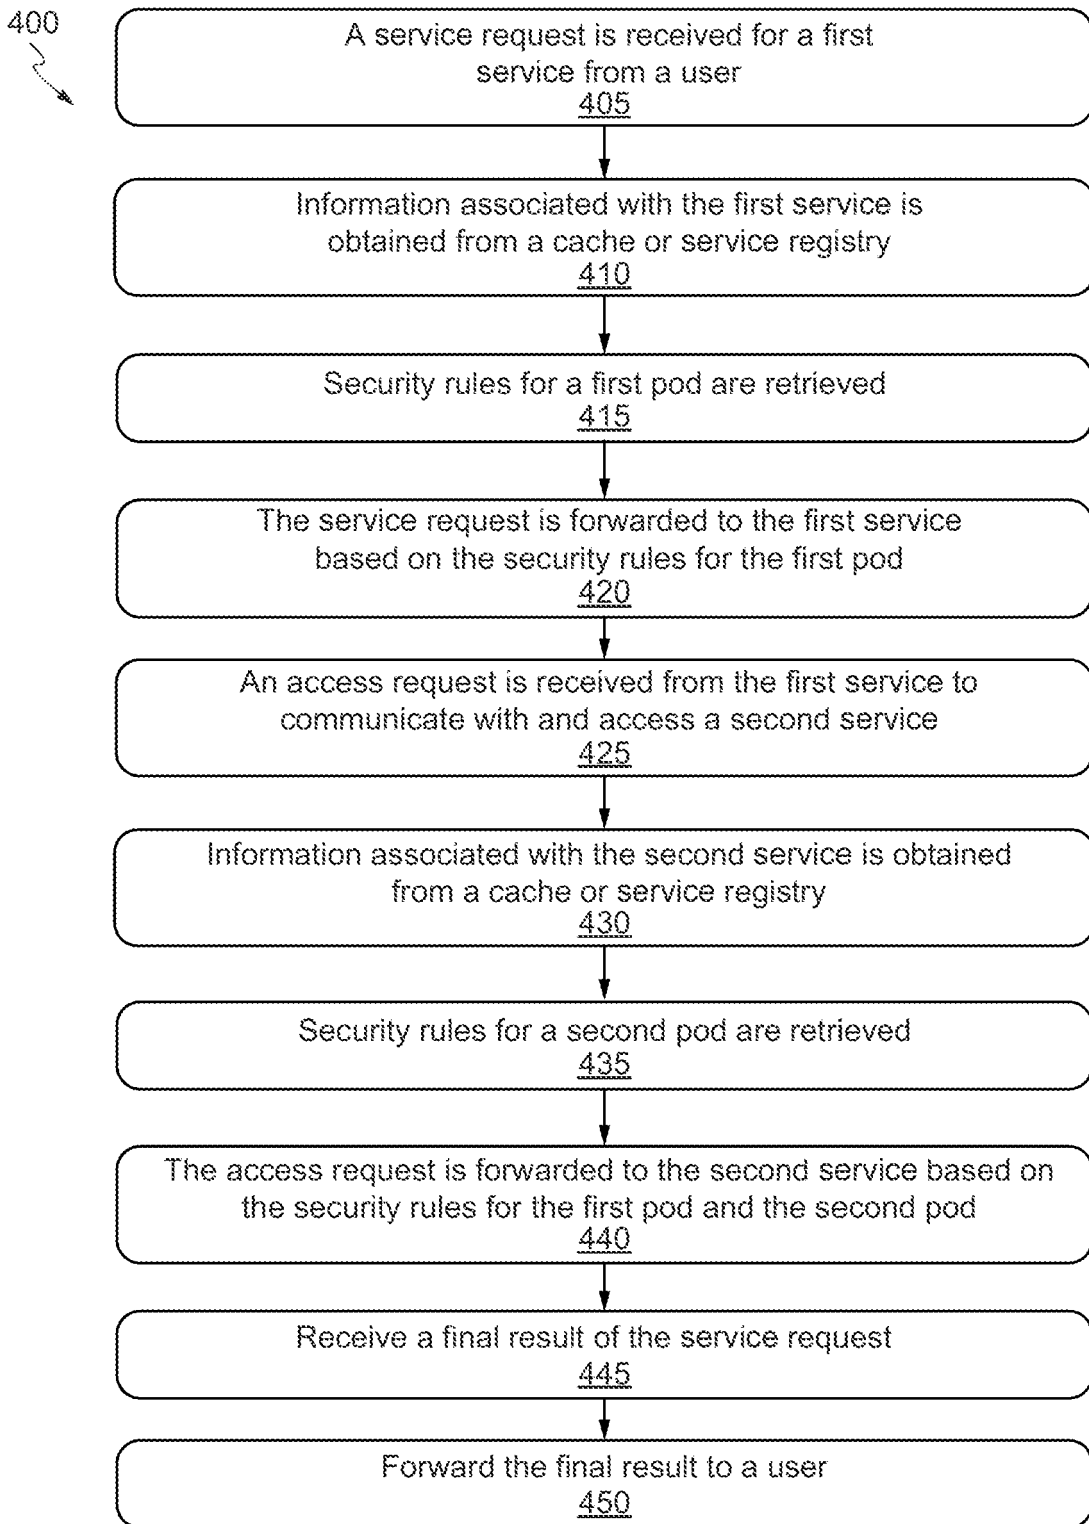 400
A service request is received for a first
service from a user
405
Information associated with the first service is
obtained from a cache or service registry
410
Security rules for a first pod are retrieved
415
The service request is forwarded to the first service
based on the security rules for the first pod
420
An access request is received from the first service to
communicate with and access a second service
425
Information associated with the second service is obtained
from a cache or service registry
430
Security rules for a second pod are retrieved
435
The access request is forwarded to the second service based on
the security rules for the first pod and the second pod
440
Receive a final result of the service request
445
Forward the final result to a user
450